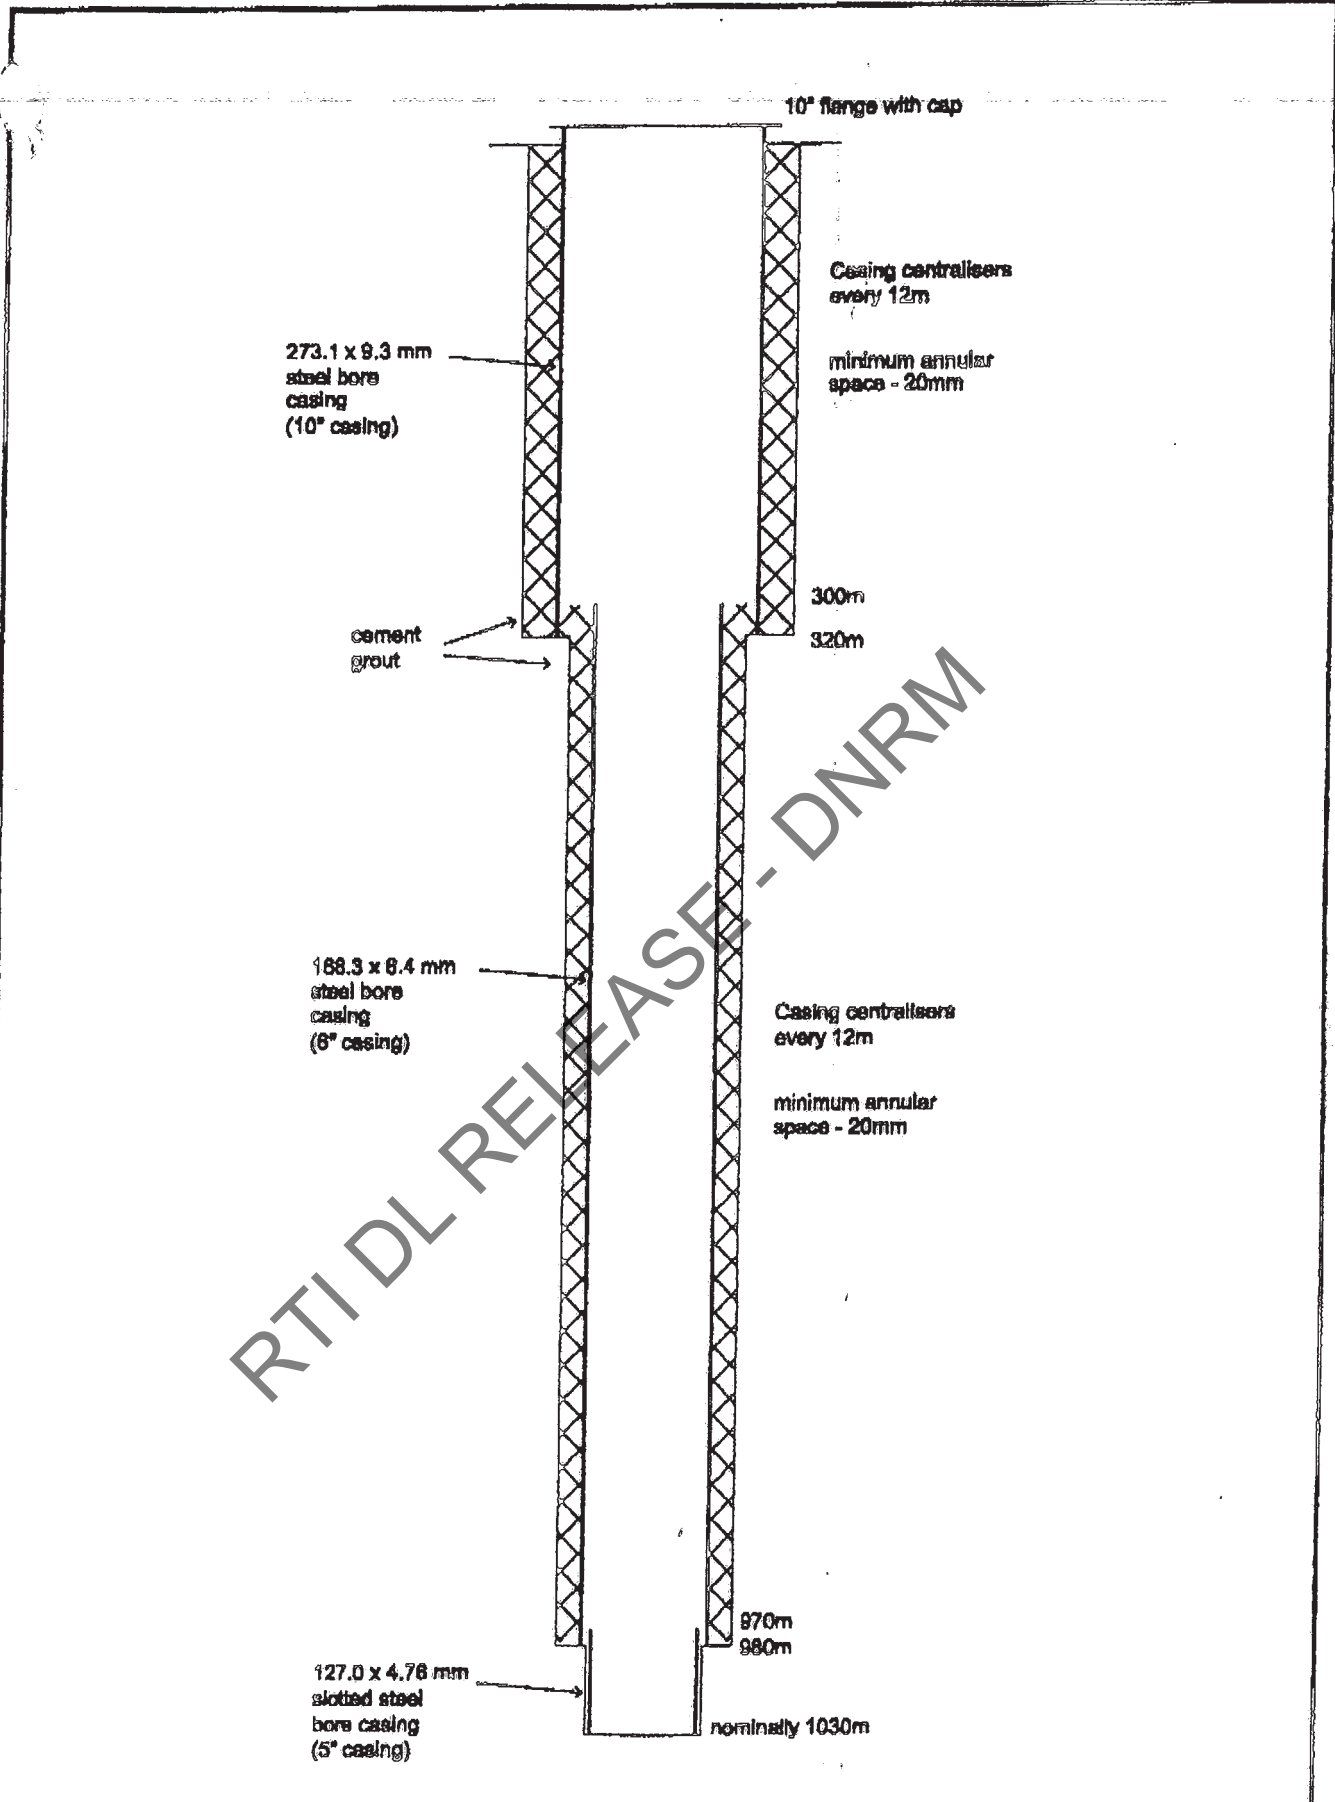 10" flange with cap
Casing centralisers
every 12m
273.1 x 9.3 mm
steel bore
casing
(10" casing)
minimum annular
space - 20mm
300m
cement
grout
320m
168.3 x 6.4 mm
steel bore
casing
(6" casing)
Casing centralisers
every 12m
minimum annular
space - 20mm
970m
980m
127.0 x 4.76 mm
slotted steel
bore casing
(5" casing)
nominally 1030m
RTI DL RELEASE - DNRM